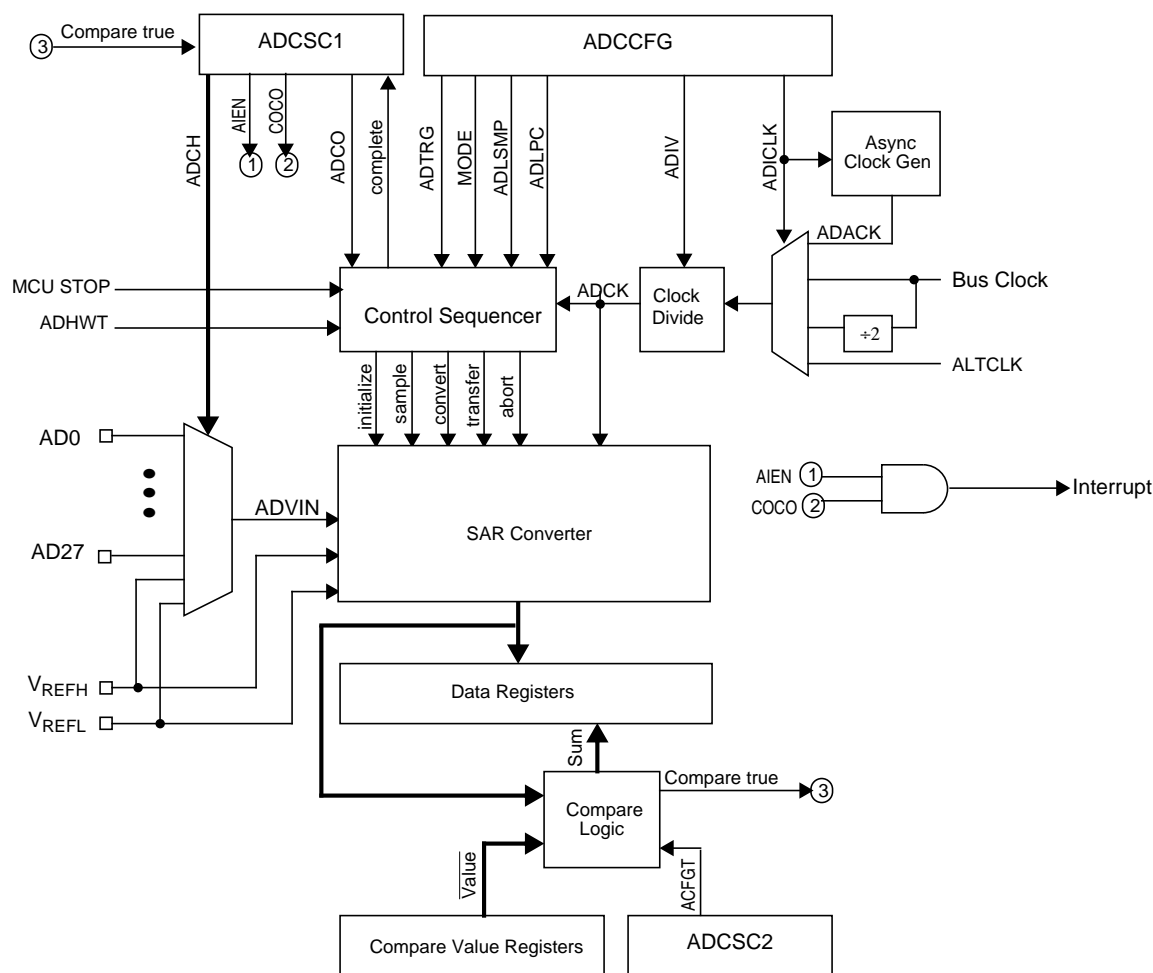 Compare true
3
ADCSC1
ADCCFG
ADCH
AIEN
COCO
ADCO
complete
ADTRG
MODE
ADLSMP
ADLPC
ADIV
ADICLK
1
2
Async
Clock Gen
ADACK
MCU STOP
ADHWT
Control Sequencer
ADCK
Clock
Divide
Bus Clock
÷2
ALTCLK
initialize
sample
convert
transfer
abort
AD0
AD27
ADVIN
SAR Converter
AIEN 1
COCO 2
Interrupt
VREFH
VREFL
Data Registers
Sum
Compare true
3
Compare
Logic
Value
ACFGT
Compare Value Registers
ADCSC2